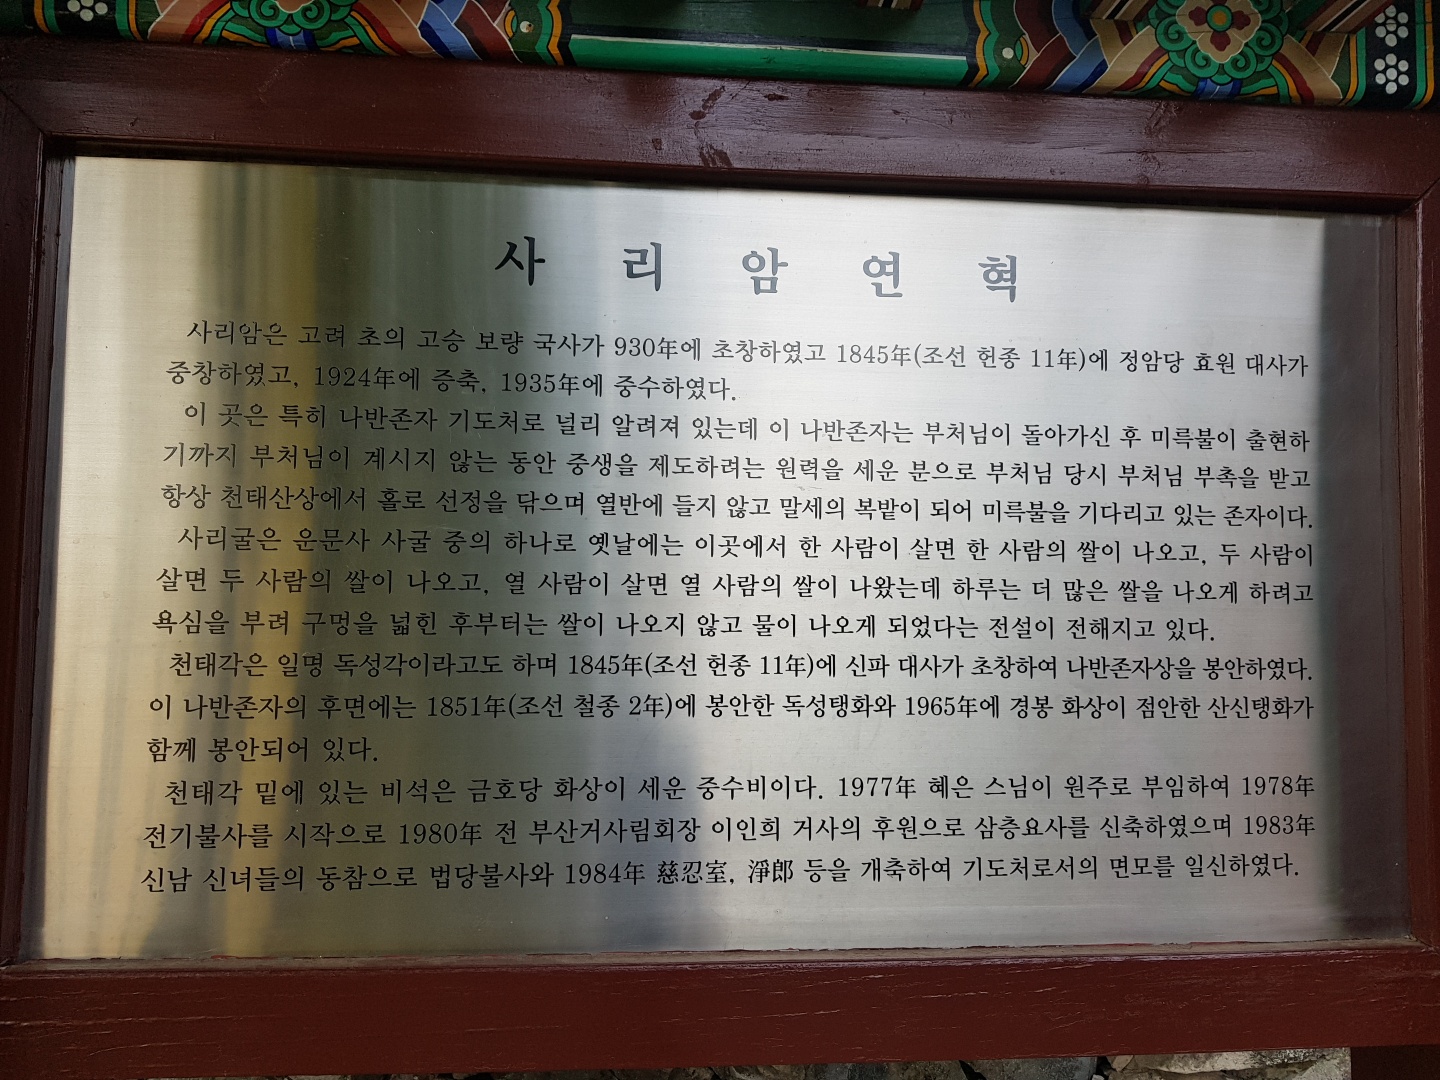 사 리 암 연 혁
사리암은 고려 초의 고승 보량 국사가 930年에 초창하였고 1845年(조선 헌종 11年)에 정암당 효원 대사가
중창하였고, 1924年에 증축, 1935年에 중수하였다.
이 곳은 특히 나반존자 기도처로 널리 알려져 있는데 이 나반존자는 부처님이 돌아가신 후 미륵불이 출현하
기까지 부처님이 계시지 않는 동안 중생을 제도하려는 원력을 세운 분으로 부처님 당시 부처님 부촉을 받고
항상 천태산상에서 홀로 선정을 닦으며 열반에 들지 않고 말세의 복밭이 되어 미륵불을 기다리고 있는 존자이다.
사리굴은 운문사 사굴 중의 하나로 옛날에는 이곳에서 한 사람이 살면 한 사람의 쌀이 나오고, 두 사람이
살면 두 사람의 쌀이 나오고, 열 사람이 살면 열 사람의 쌀이 나왔는데 하루는 더 많은 쌀을 나오게 하려고
욕심을 부려 구멍을 넓힌 후부터는 쌀이 나오지 않고 물이 나오게 되었다는 전설이 전해지고 있다.
천태각은 일명 독성각이라고도 하며 1845年(조선 헌종 11年)에 신파 대사가 초창하여 나반존자상을 봉안하였다.
이 나반존자의 후면에는 1851年(조선 철종 2年)에 봉안한 독성탱화와 1965年에 경봉 화상이 점안한 산신탱화가
함께 봉안되어 있다.
천태각 밑에 있는 비석은 금호당 화상이 세운 중수비이다. 1977年 혜은 스님이 원주로 부임하여 1978年
전기불사를 시작으로 1980年 전 부산거사림회장 이인희 거사의 후원으로 삼층요사를 신축하였으며 1983年
신남 신녀들의 동참으로 법당불사와 1984年 慈忍室, 淨郎 등을 개축하여 기도처로서의 면모를 일신하였다.